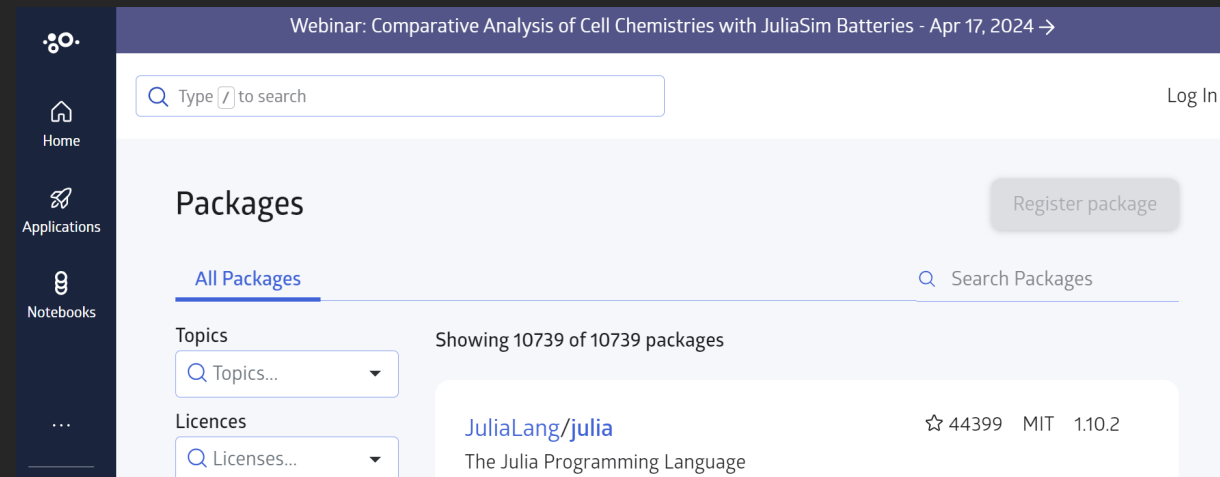 Webinar: Comparative Analysis of Cell Chemistries with JuliaSim Batteries - Apr 17, 2024 →
Type / to search
Log In
Home
Applications
Notebooks
...
Packages
Register package
All Packages
Search Packages
Topics
Topics...
Licences
Licenses...
Showing 10739 of 10739 packages
JuliaLang/julia
44399 MIT 1.10.2
The Julia Programming Language